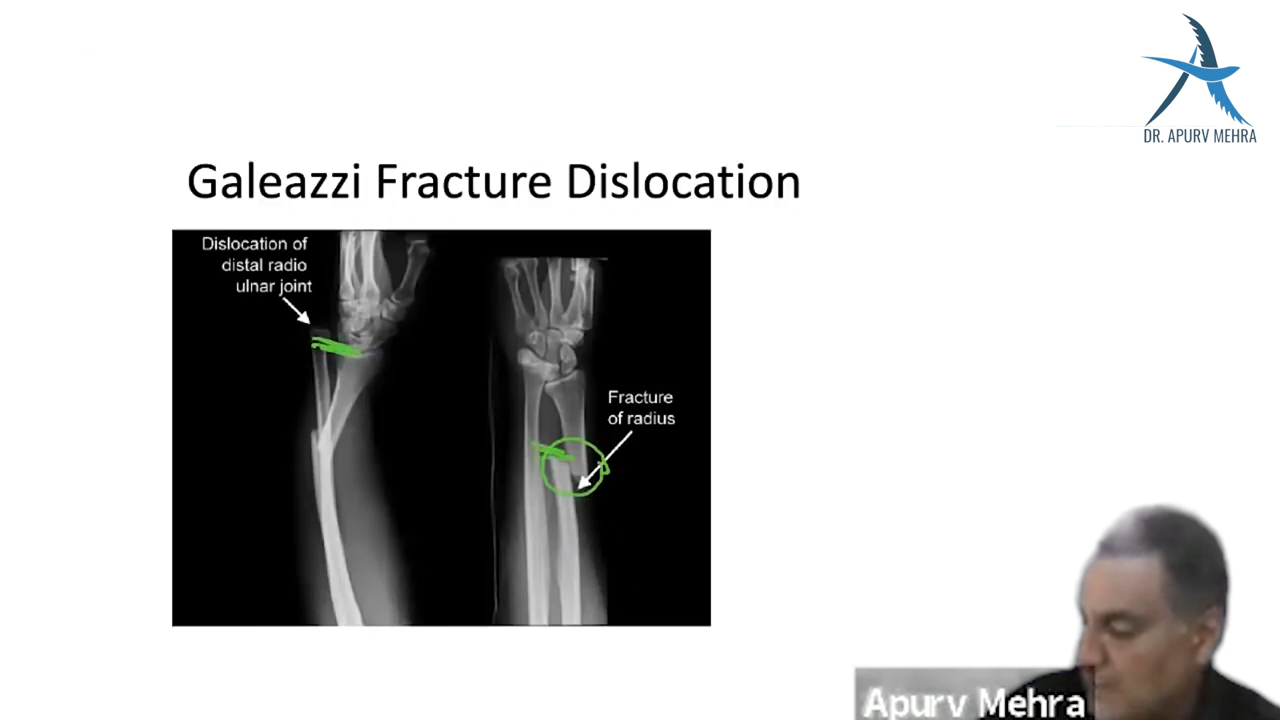 DR. APURV MEHRA
Galeazzi Fracture Dislocation
Dislocation of
distal radio
ulnar joint
Fracture
of radius
Apurv Mehra